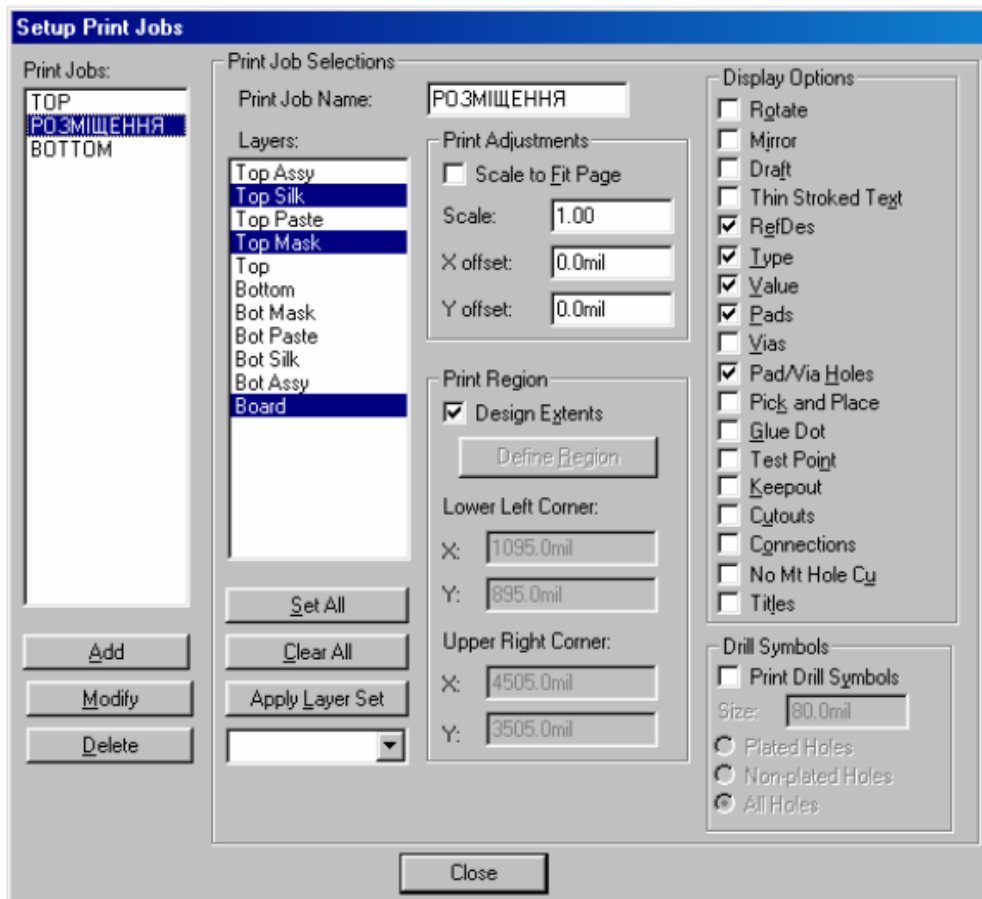 Setup Print Jobs
Print Jobs:
TOP
РОЗМІЩЕННЯ
BOTTOM
Add
Modify
Delete
Print Job Selections
Print Job Name:
РОЗМІЩЕННЯ
Layers:
Top Assy
Top Silk
Top Paste
Top Mask
Top
Bottom
Bot Mask
Bot Paste
Bot Silk
Bot Assy
Board
Set All
Clear All
Apply Layer Set
Print Adjustments
Scale to Fit Page
Scale: 1.00
X offset: 0.0mil
Y offset: 0.0mil
Print Region
Design Extents
Define Region
Lower Left Corner:
X: 1095.0mil
Y: 895.0mil
Upper Right Corner:
X: 4505.0mil
Y: 3505.0mil
Display Options
Rotate
Mirror
Draft
Thin Stroked Text
RefDes
Type
Value
Pads
Vias
Pad/Via Holes
Pick and Place
Glue Dot
Test Point
Keepout
Cutouts
Connections
No Mt Hole Cu
Titles
Drill Symbols
Print Drill Symbols
Size: 80.0mil
Plated Holes
Non-plated Holes
All Holes
Close